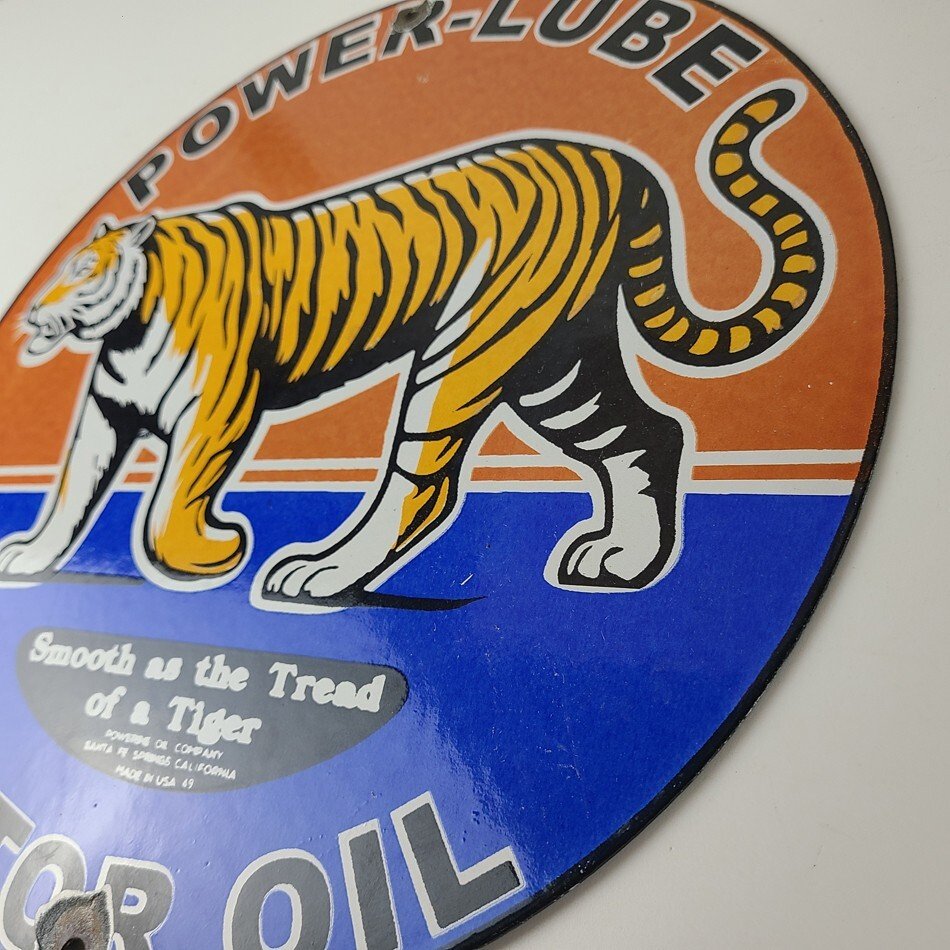 POWER-LUBE
Smooth as the Tread
of a Tiger
POWERINE OIL COMPANY
SANTA FE SPRINGS CALIFORNIA
MADE IN USA 49
TOR OIL